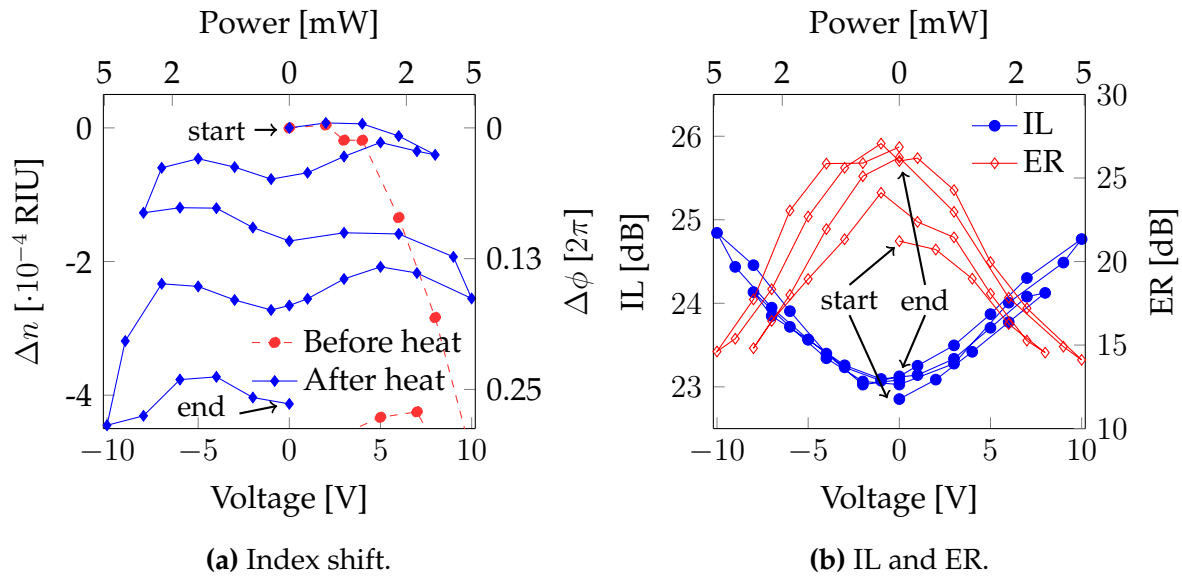 Power [mW]
5 2 0 2 5
0
−2
−4
Δn [·10⁻⁴ RIU]
start
Before heat
After heat
end
0
0.13
0.25
Δϕ [2π]
−10 −5 0 5 10
Voltage [V]
(a) Index shift.
Power [mW]
5 2 0 2 5
26
25
24
23
IL [dB]
IL
ER
start
end
30
25
20
15
10
ER [dB]
−10 −5 0 5 10
Voltage [V]
(b) IL and ER.